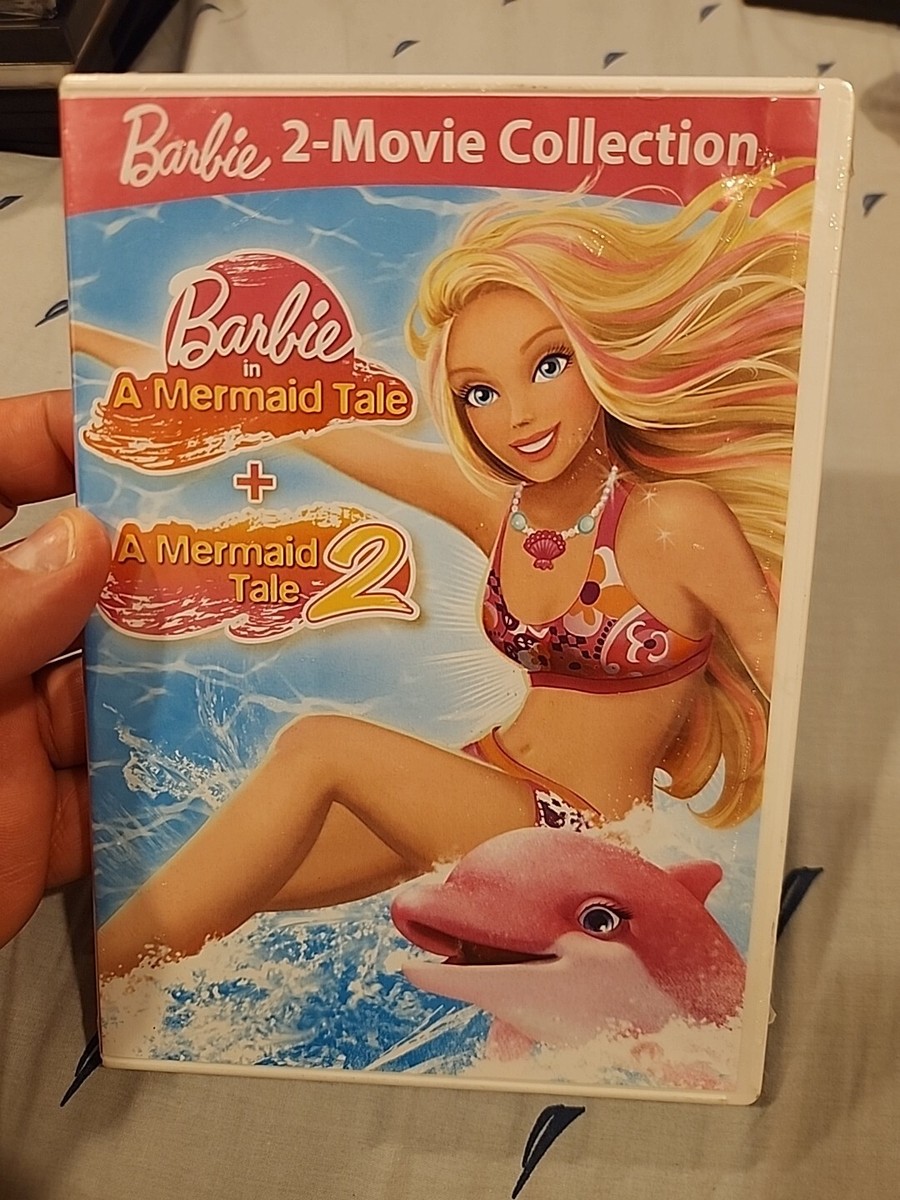 Barbie 2-Movie Collection
Barbie
in
A Mermaid Tale
+
A Mermaid
Tale 2